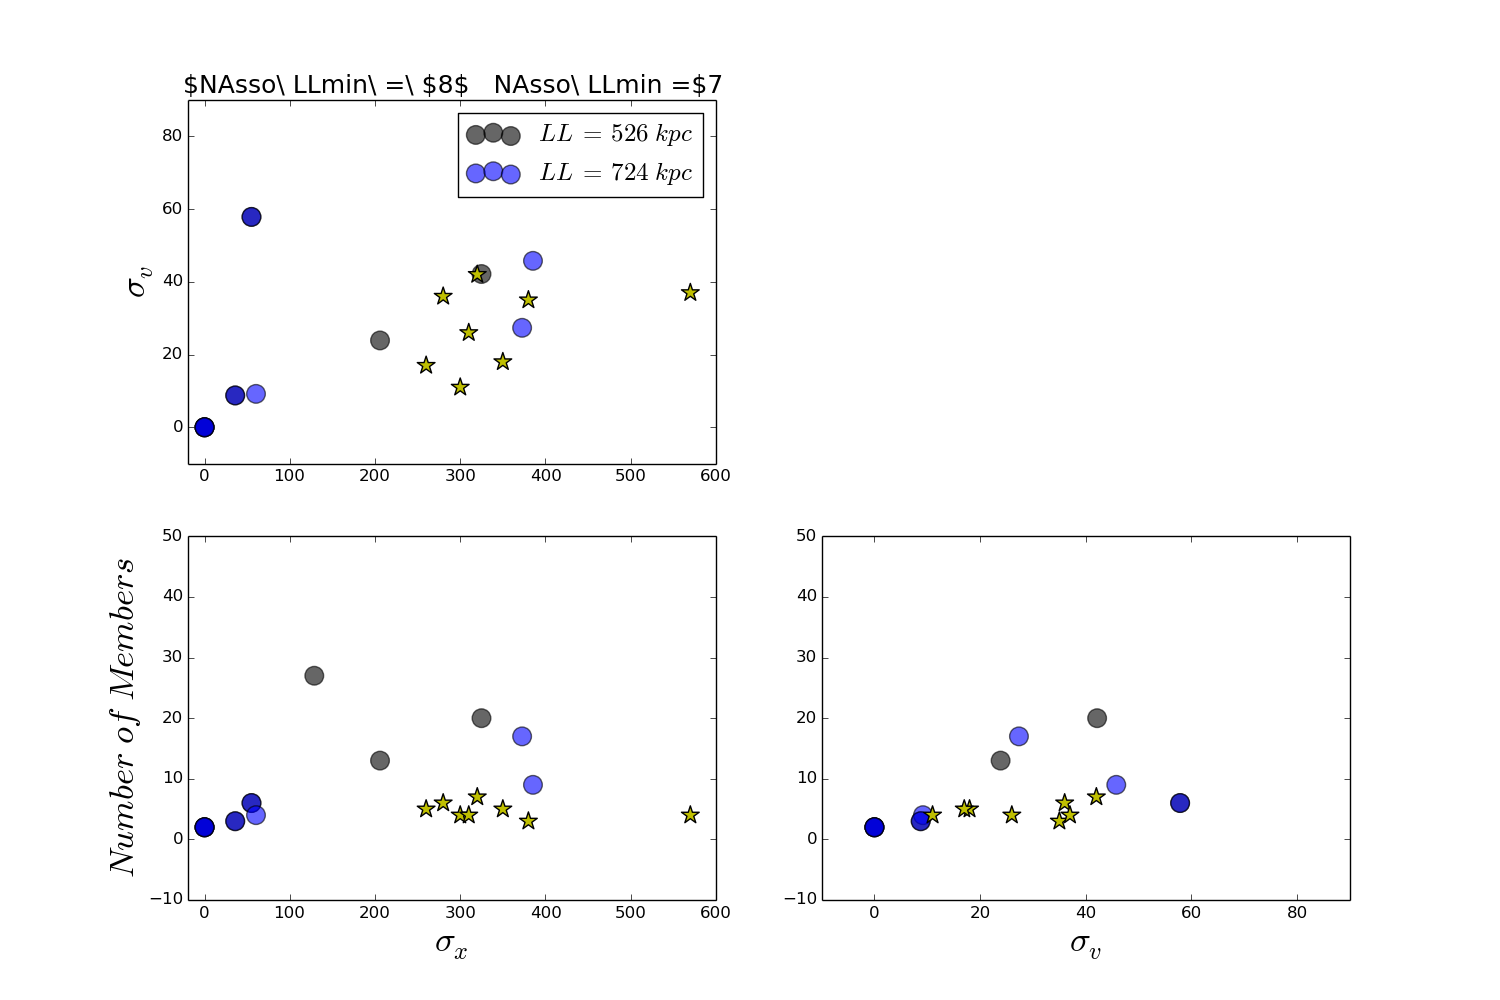 $NAsso\ LLmin\ =\ $8$ NAsso\ LLmin =$7
LL = 526 kpc
LL = 724 kpc
80
60
40
20
0
σ_v
0 100 200 300 400 500 600
50
40
30
20
10
0
−10
Number of Members
0 100 200 300 400 500 600
σ_x
50
40
30
20
10
0
−10
0 20 40 60 80
σ_v